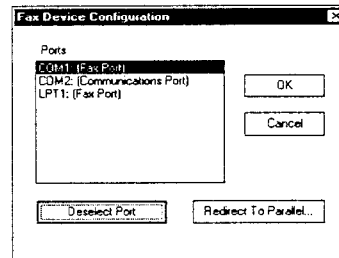 Fax Device Configuration
Ports
COM1: (Fax Port)
COM2: (Communications Port)
LPT1: (Fax Port)
OK
Cancel
Deselect Port
Redirect To Parallel...